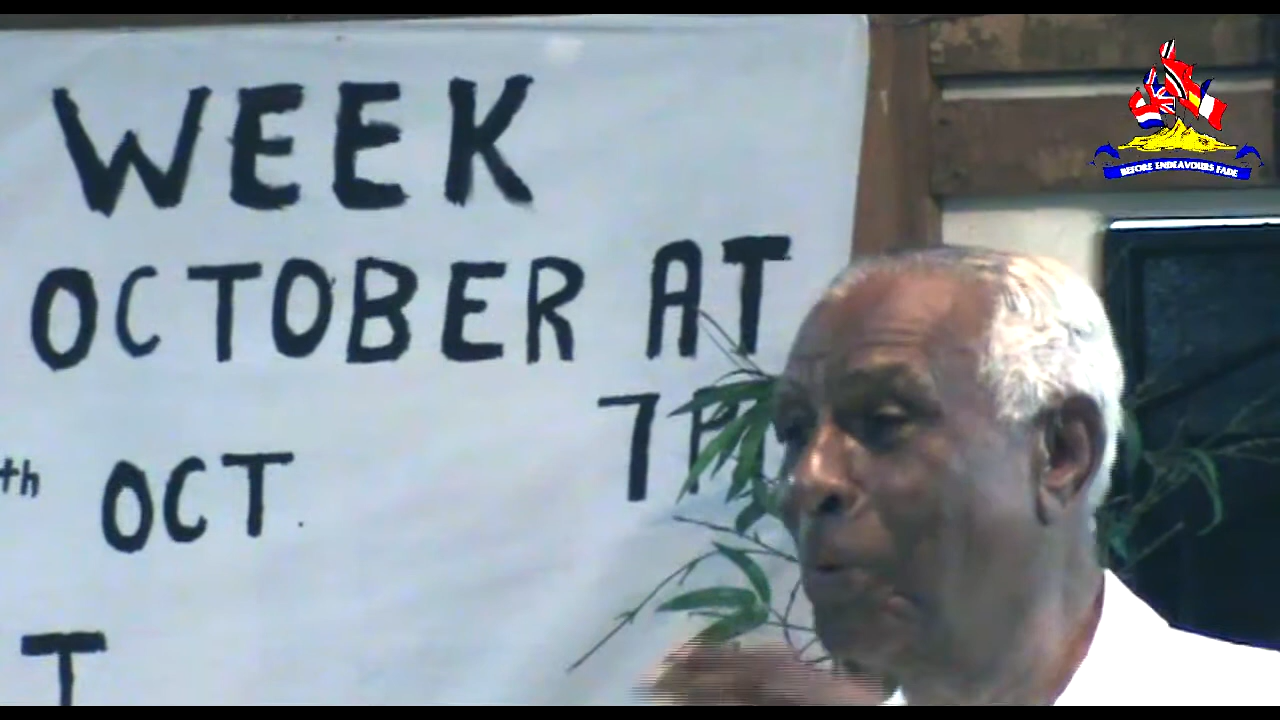 BEFORE ENDEAVOURS FADE
WEEK
OCTOBER AT
7P
th OCT.
T